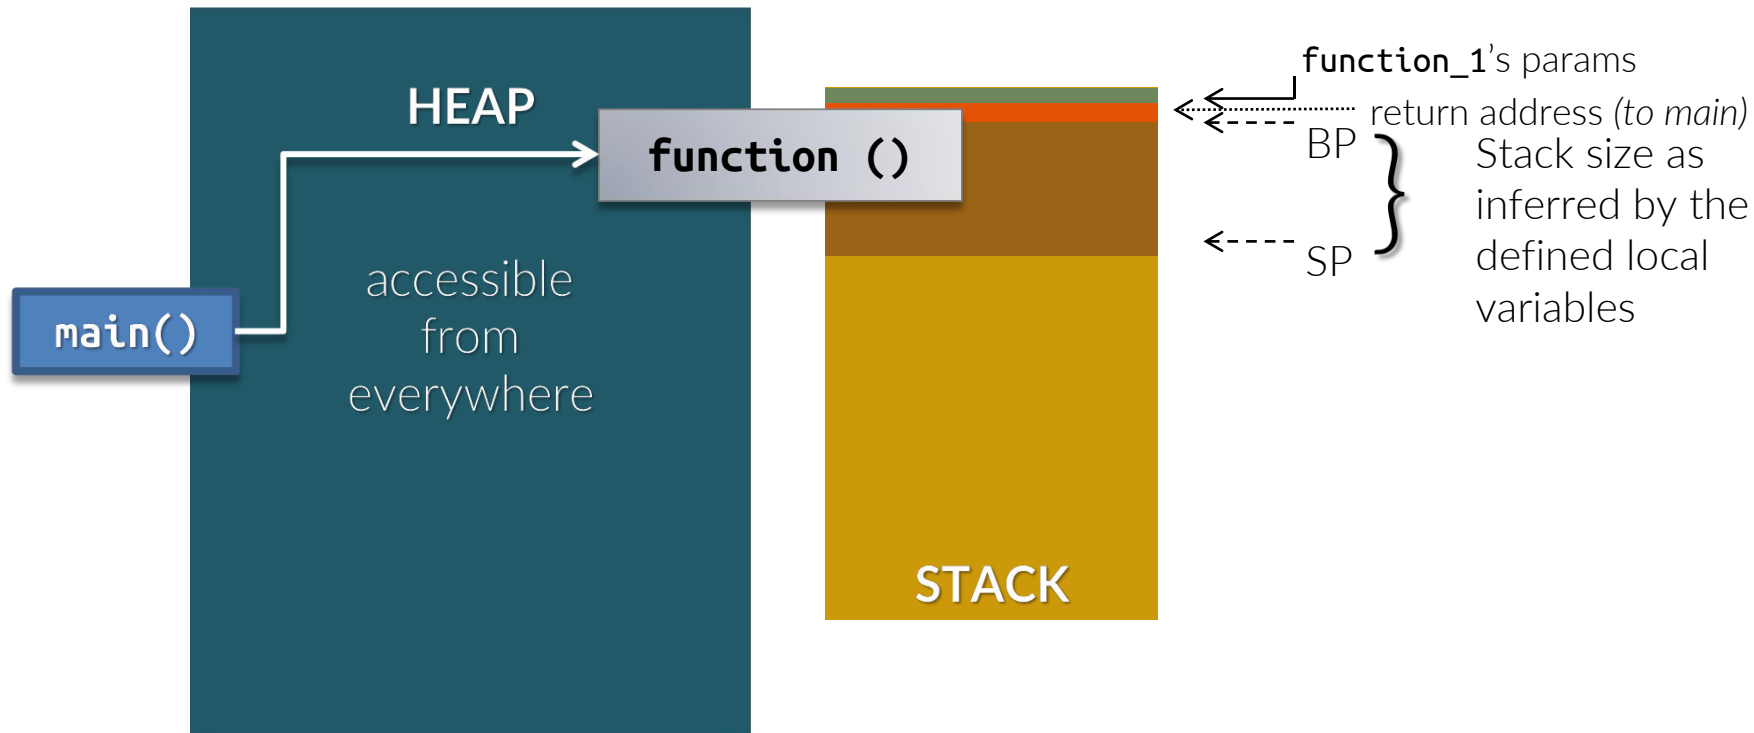 HEAP
function ()
accessible
from
everywhere
main()
STACK
function_1's params
return address (to main)
BP
SP
Stack size as
inferred by the
defined local
variables